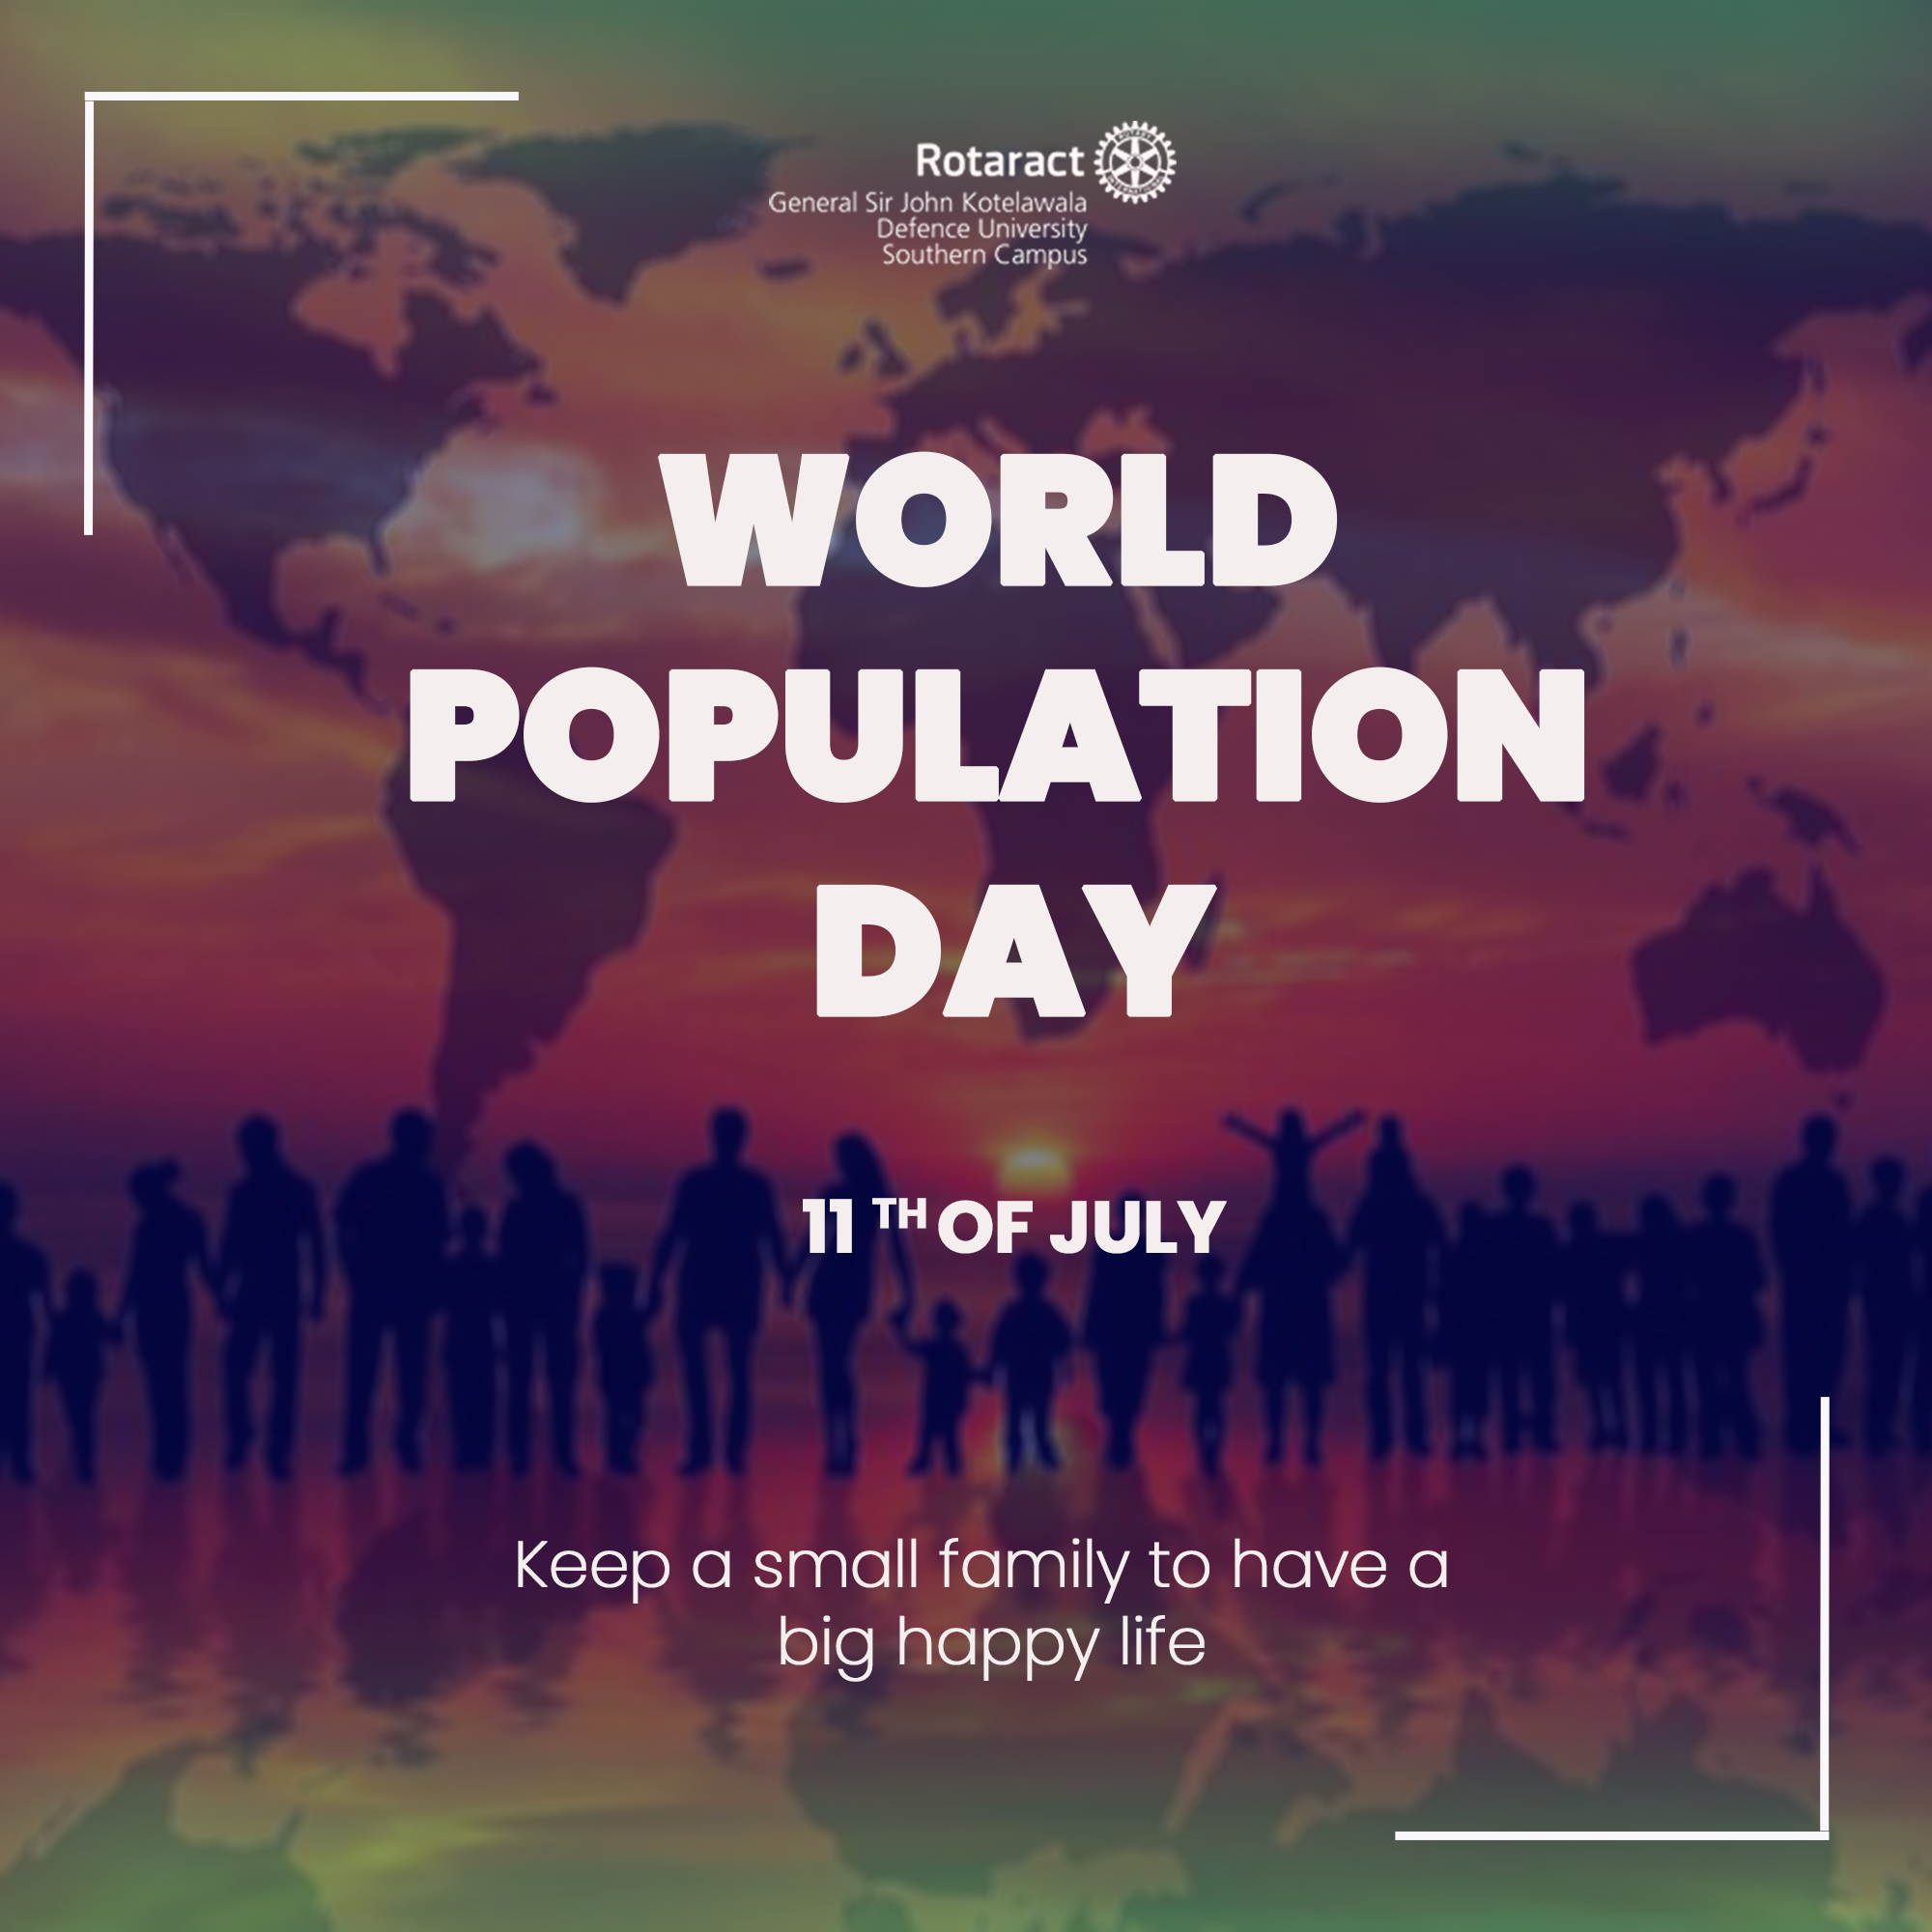 Rotaract
General Sir John Kotelawala
Defence University
Southern Campus
WORLD
POPULATION
DAY
11 TH OF JULY
Keep a small family to have a
big happy life